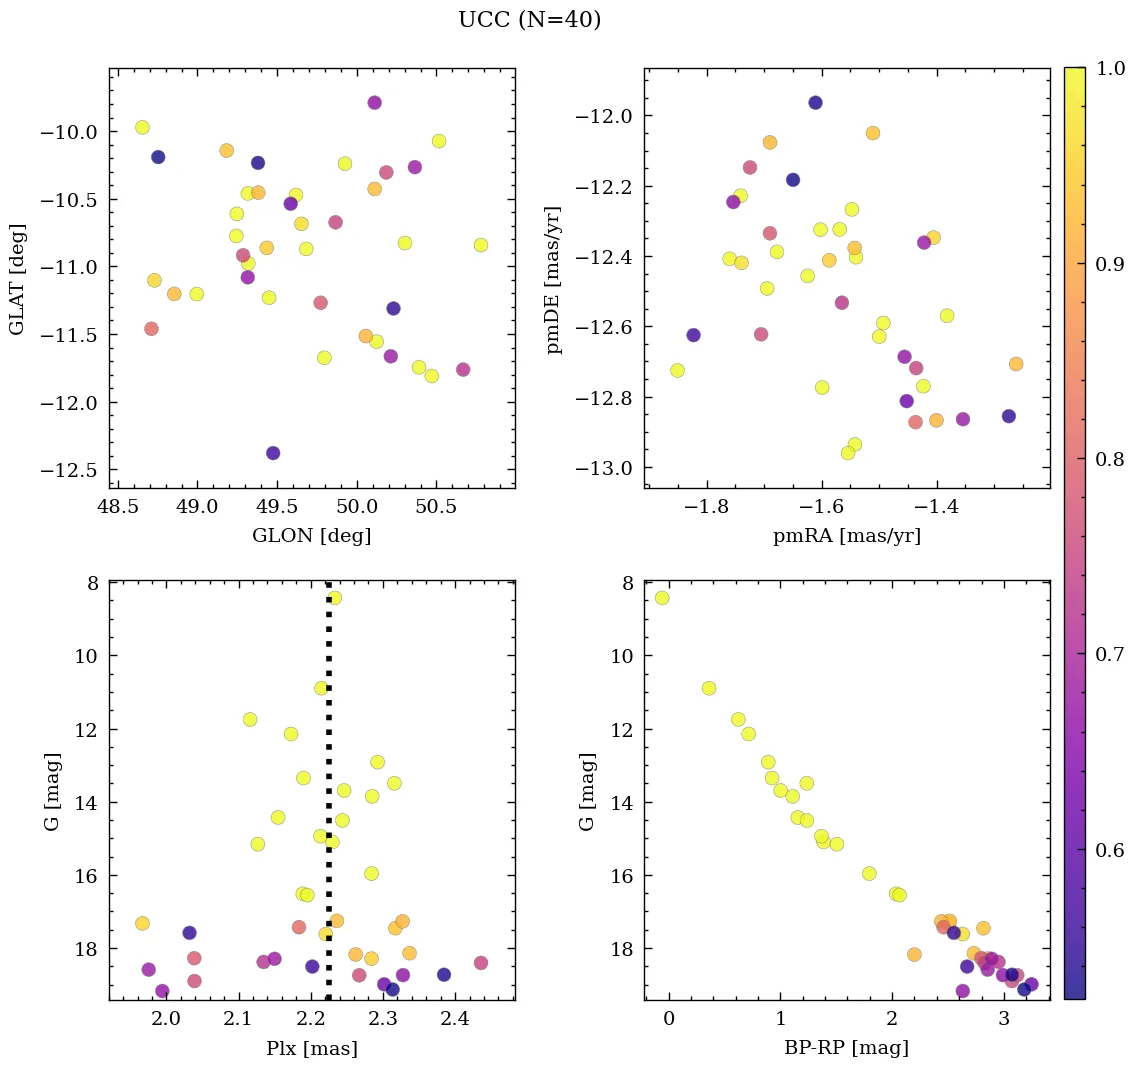 UCC (N=40)
−10.0
−10.5
−11.0
−11.5
−12.0
−12.5
GLAT [deg]
48.5 49.0 49.5 50.0 50.5
GLON [deg]
−12.0
−12.2
−12.4
−12.6
−12.8
−13.0
pmDE [mas/yr]
−1.8 −1.6 −1.4
pmRA [mas/yr]
1.0
0.9
0.8
0.7
0.6
8
10
12
14
16
18
G [mag]
2.0 2.1 2.2 2.3 2.4
Plx [mas]
8
10
12
14
16
18
G [mag]
0 1 2 3
BP-RP [mag]